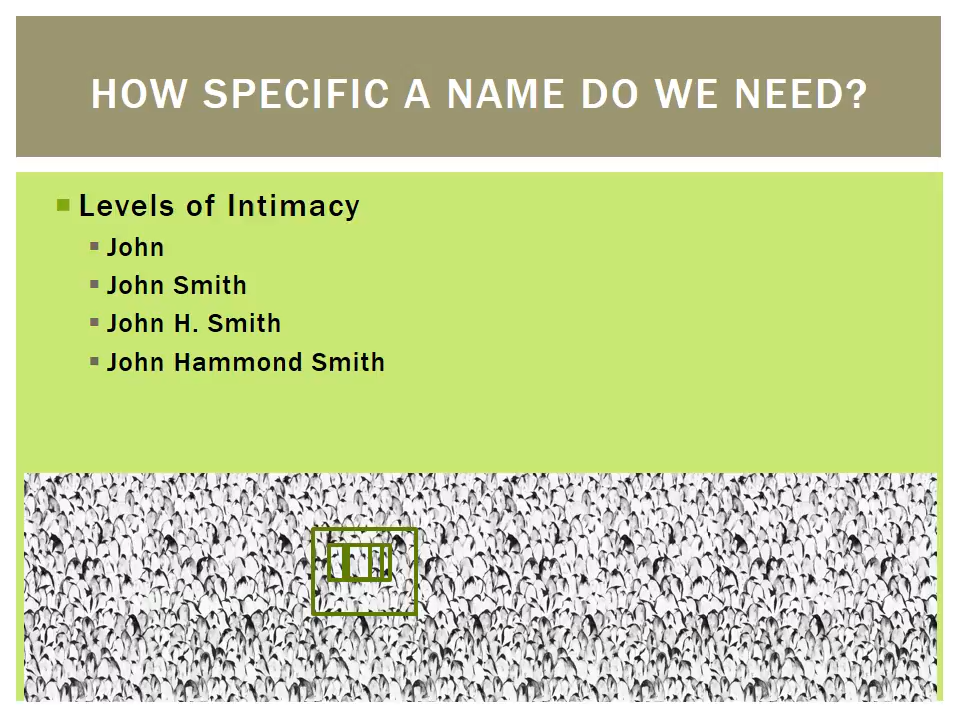 HOW SPECIFIC A NAME DO WE NEED?
Levels of Intimacy
John
John Smith
John H. Smith
John Hammond Smith